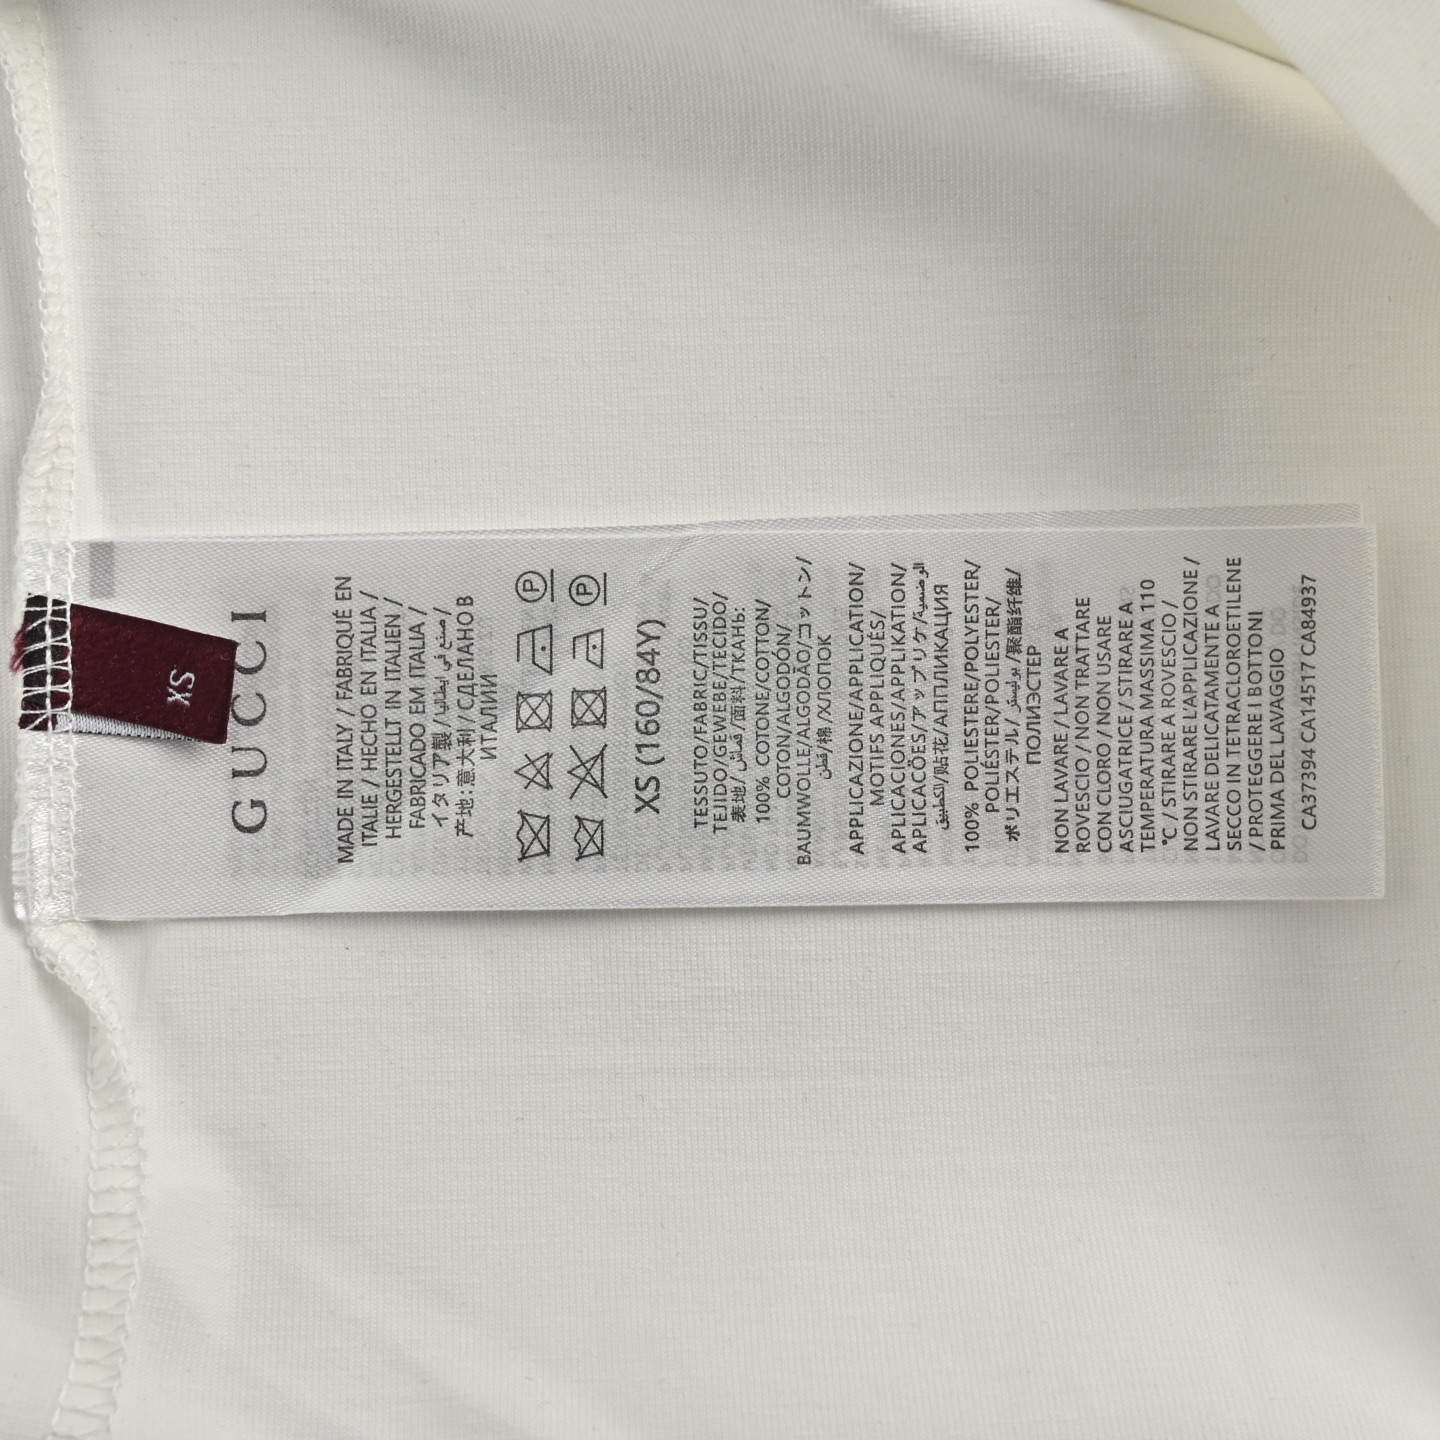 XS
GUCCI
MADE IN ITALY / FABRIQUÉ EN
ITALIE / HECHO EN ITALIA /
HERGESTELLT IN ITALIEN /
FABRICADO EM ITALIA /
イタリア製 / صنع في ايطاليا /
产地:意大利 / СДЕЛАНО В
ИТАЛИИ
P
P
XS (160/84Y)
TESSUTO/FABRIC/TISSU/
TEJIDO/GEWEBE/TECIDO/
表地/قماش/面料/ТКАНЬ:
100% COTONE/COTTON/
COTON/ALGODÓN/
BAUMWOLLE/ALGODÃO/コットン/
قطن/棉/ХЛОПОК
APPLICAZIONE/APPLICATION/
MOTIFS APPLIQUÉS/
APLICACIONES/APPLIKATION/
APLICAÇÕES/アップリケ/الوضمية
التطبيق/贴花/АППЛИКАЦИЯ
100% POLIESTERE/POLYESTER/
POLIÉSTER/POLIESTER/
ポリエステル/بوليستر/聚酯纤维/
ПОЛИЭСТЕР
NON LAVARE / LAVARE A
ROVESCIO / NON TRATTARE
CON CLORO / NON USARE
ASCIUGATRICE / STIRARE A
TEMPERATURA MASSIMA 110
°C / STIRARE A ROVESCIO /
NON STIRARE L'APPLICAZIONE /
LAVARE DELICATAMENTE A
SECCO IN TETRACLOROETILENE
/ PROTEGGERE I BOTTONI
PRIMA DEL LAVAGGIO
CA37394 CA14517 CA84937